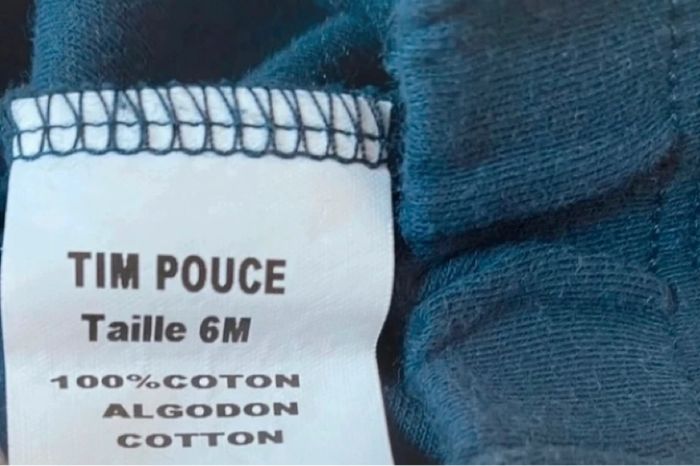 TIM POUCE
Taille 6M
100%COTON
ALGODON
COTTON